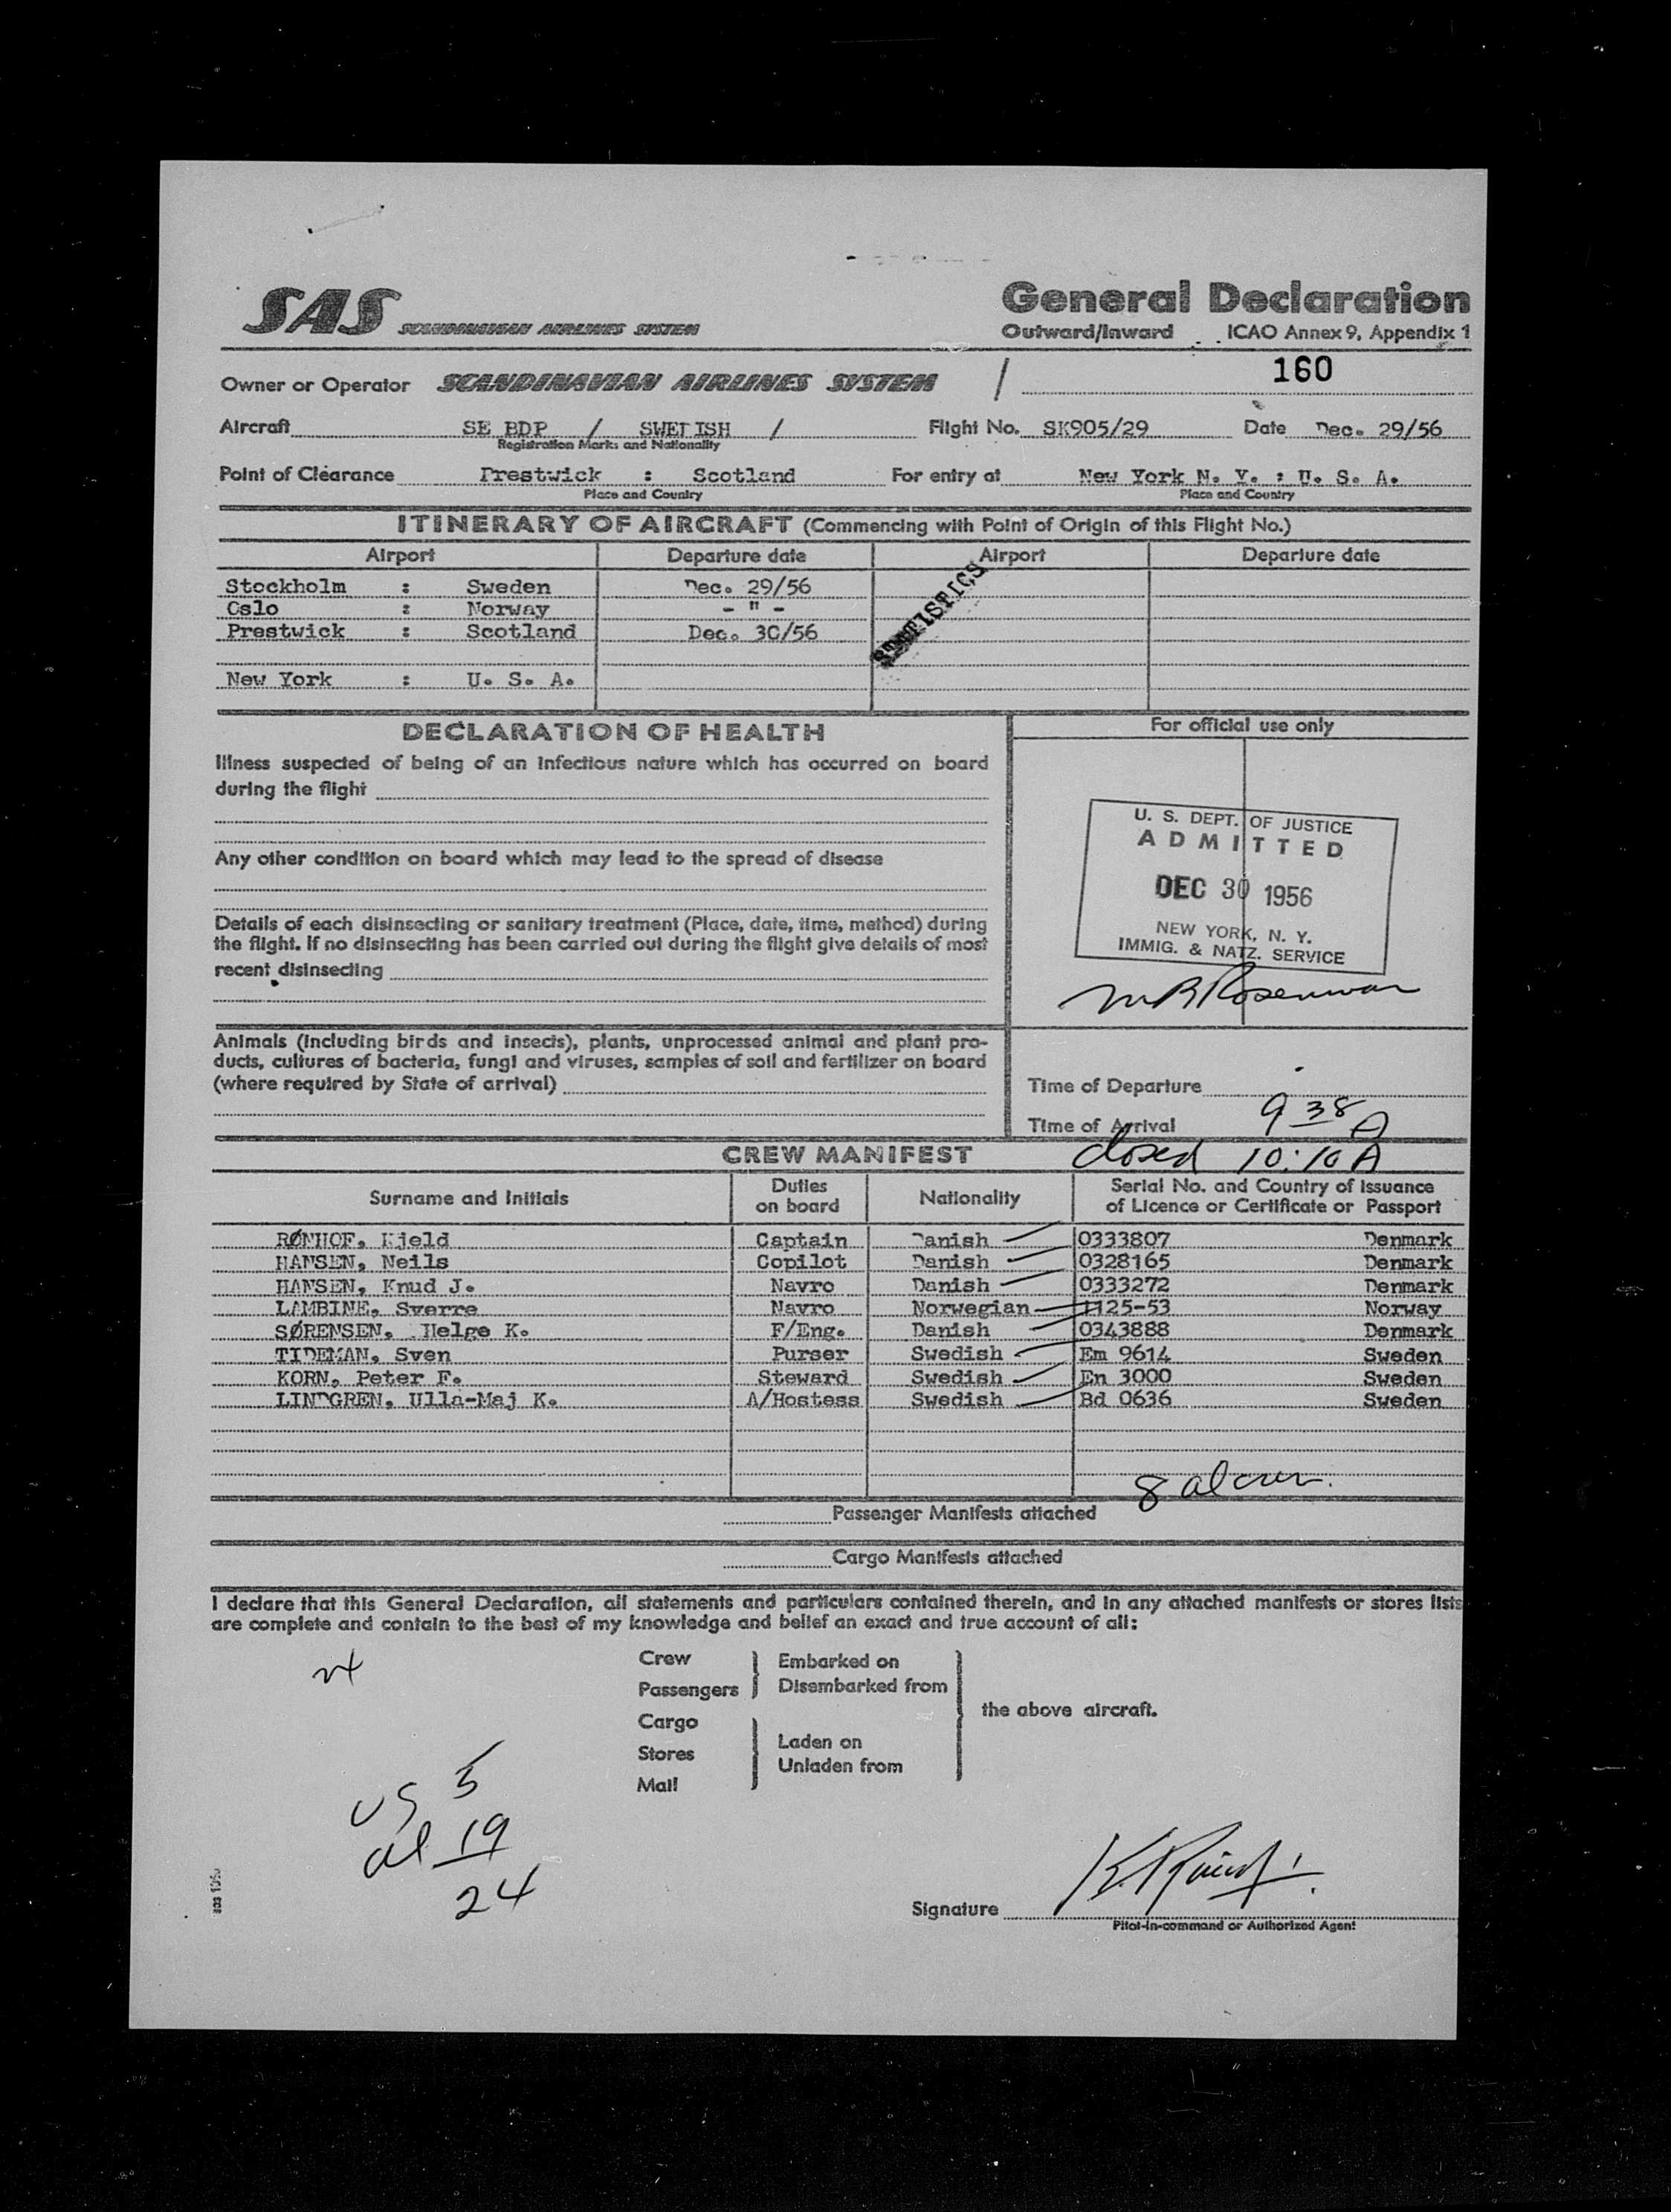 SAS SCANDINAVIAN AIRLINES SYSTEM
General Declaration
Outward/Inward ICAO Annex 9, Appendix 1
160
Owner or Operator SCANDINAVIAN AIRLINES SYSTEM /
Aircraft SE BDP / SWEDISH / Flight No. SK905/29 Date Dec. 29/56
Registration Marks and Nationality
Point of Clearance Prestwick : Scotland For entry at New York N. Y. : U. S. A.
Place and Country Place and Country
ITINERARY OF AIRCRAFT (Commencing with Point of Origin of this Flight No.)
Airport Departure date Airport Departure date
Stockholm : Sweden Dec. 29/56
Oslo : Norway - " -
Prestwick : Scotland Dec. 30/56
New York : U. S. A.
STATISTICS
DECLARATION OF HEALTH
Illness suspected of being of an infectious nature which has occurred on board
during the flight
Any other condition on board which may lead to the spread of disease
Details of each disinsecting or sanitary treatment (Place, date, time, method) during
the flight. If no disinsecting has been carried out during the flight give details of most
recent disinsecting
Animals (including birds and insects), plants, unprocessed animal and plant pro-
ducts, cultures of bacteria, fungi and viruses, samples of soil and fertilizer on board
(where required by State of arrival)
For official use only
U. S. DEPT. OF JUSTICE
ADMITTED
DEC 30 1956
NEW YORK, N. Y.
IMMIG. & NATZ. SERVICE
Time of Departure
Time of Arrival 9 38 A
closed 10:10 A
CREW MANIFEST
Surname and Initials Duties on board Nationality Serial No. and Country of Issuance of Licence or Certificate or Passport
RØNHOF, Kjeld Captain Danish 0333807 Denmark
HANSEN, Neils Copilot Danish 0328165 Denmark
HANSEN, Knud J. Navro Danish 0333272 Denmark
LAMBINE, Sverre Navro Norwegian 1125-53 Norway
SØRENSEN, Helge K. F/Eng. Danish 0343888 Denmark
TIDEMAN, Sven Purser Swedish Em 9614 Sweden
KORN, Peter F. Steward Swedish En 3000 Sweden
LINDGREN, Ulla-Maj K. A/Hostess Swedish Bd 0636 Sweden
8 al crew.
Passenger Manifests attached
Cargo Manifests attached
I declare that this General Declaration, all statements and particulars contained therein, and in any attached manifests or stores lists
are complete and contain to the best of my knowledge and belief an exact and true account of all:
Crew
Passengers
Embarked on
Disembarked from
Cargo
Stores
Mail
Laden on
Unladen from
the above aircraft.
US 5
al 19
24
Signature
Pilot-in-command or Authorized Agent